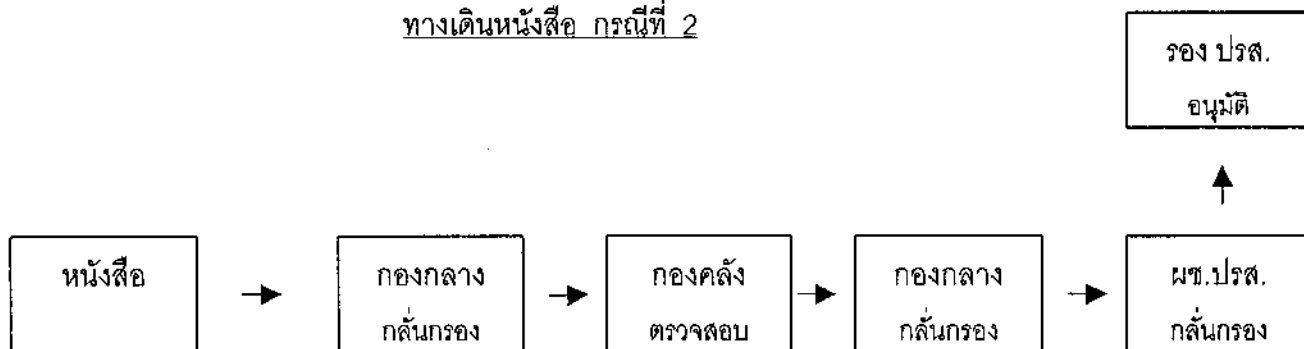 ทางเดินหนังสือ กรณีที่ 2
รอง ปรส.
อนุมัติ
หนังสือ
กองกลาง
กลั่นกรอง
กองคลัง
ตรวจสอบ
กองกลาง
กลั่นกรอง
ผช.ปรส.
กลั่นกรอง